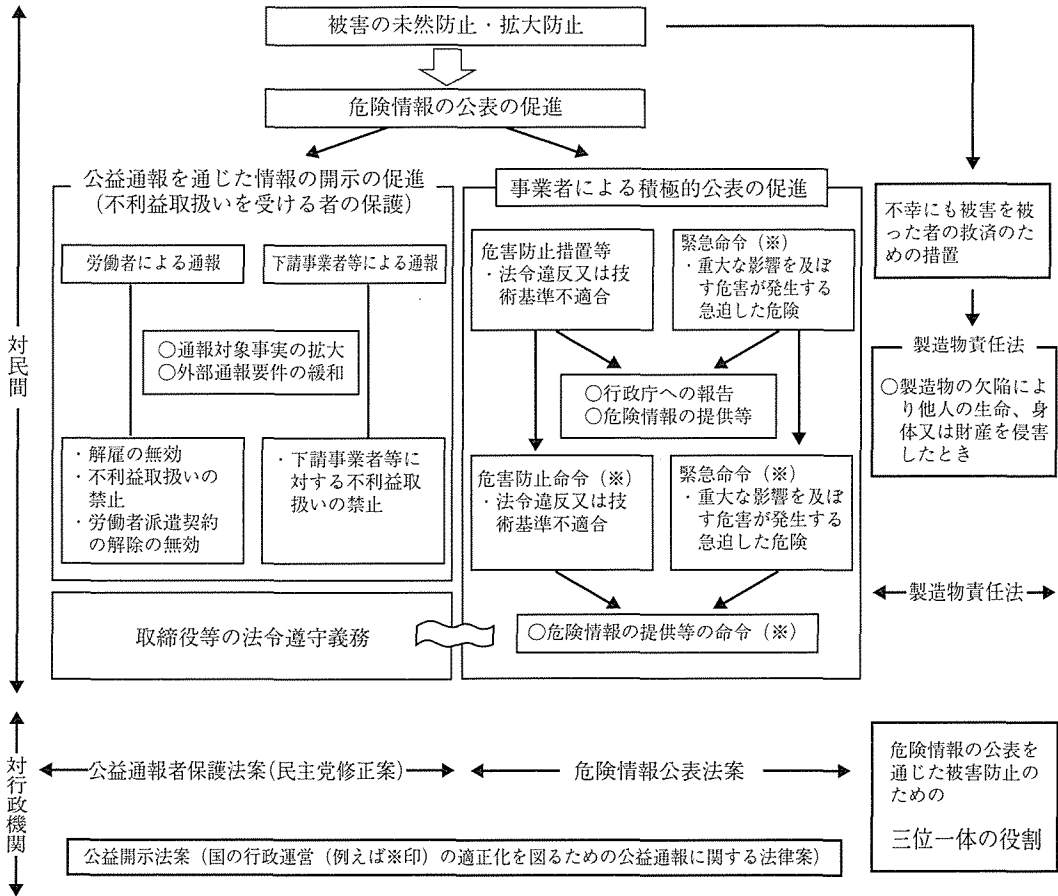 被害の未然防止・拡大防止
危険情報の公表の促進
公益通報を通じた情報の開示の促進
(不利益取扱いを受ける者の保護)
労働者による通報
下請事業者等による通報
○通報対象事実の拡大
○外部通報要件の緩和
・解雇の無効
・不利益取扱いの
禁止
・労働者派遣契約
の解除の無効
・下請事業者等に
対する不利益取
扱いの禁止
取締役等の法令遵守義務
事業者による積極的公表の促進
危害防止措置等
・法令違反又は技
術基準不適合
緊急命令(※)
・重大な影響を及ぼ
す危害が発生する
急迫した危険
○行政庁への報告
○危険情報の提供等
危害防止命令(※)
・法令違反又は技
術基準不適合
緊急命令(※)
・重大な影響を及ぼ
す危害が発生する
急迫した危険
○危険情報の提供等の命令(※)
不幸にも被害を被
った者の救済のた
めの措置
製造物責任法
○製造物の欠陥によ
り他人の生命、身
体又は財産を侵害
したとき
製造物責任法
対民間
対行政機関
公益通報者保護法案(民主党修正案)
危険情報公表法案
危険情報の公表を
通じた被害防止の
ための
三位一体の役割
公益開示法案(国の行政運営(例えば※印)の適正化を図るための公益通報に関する法律案)